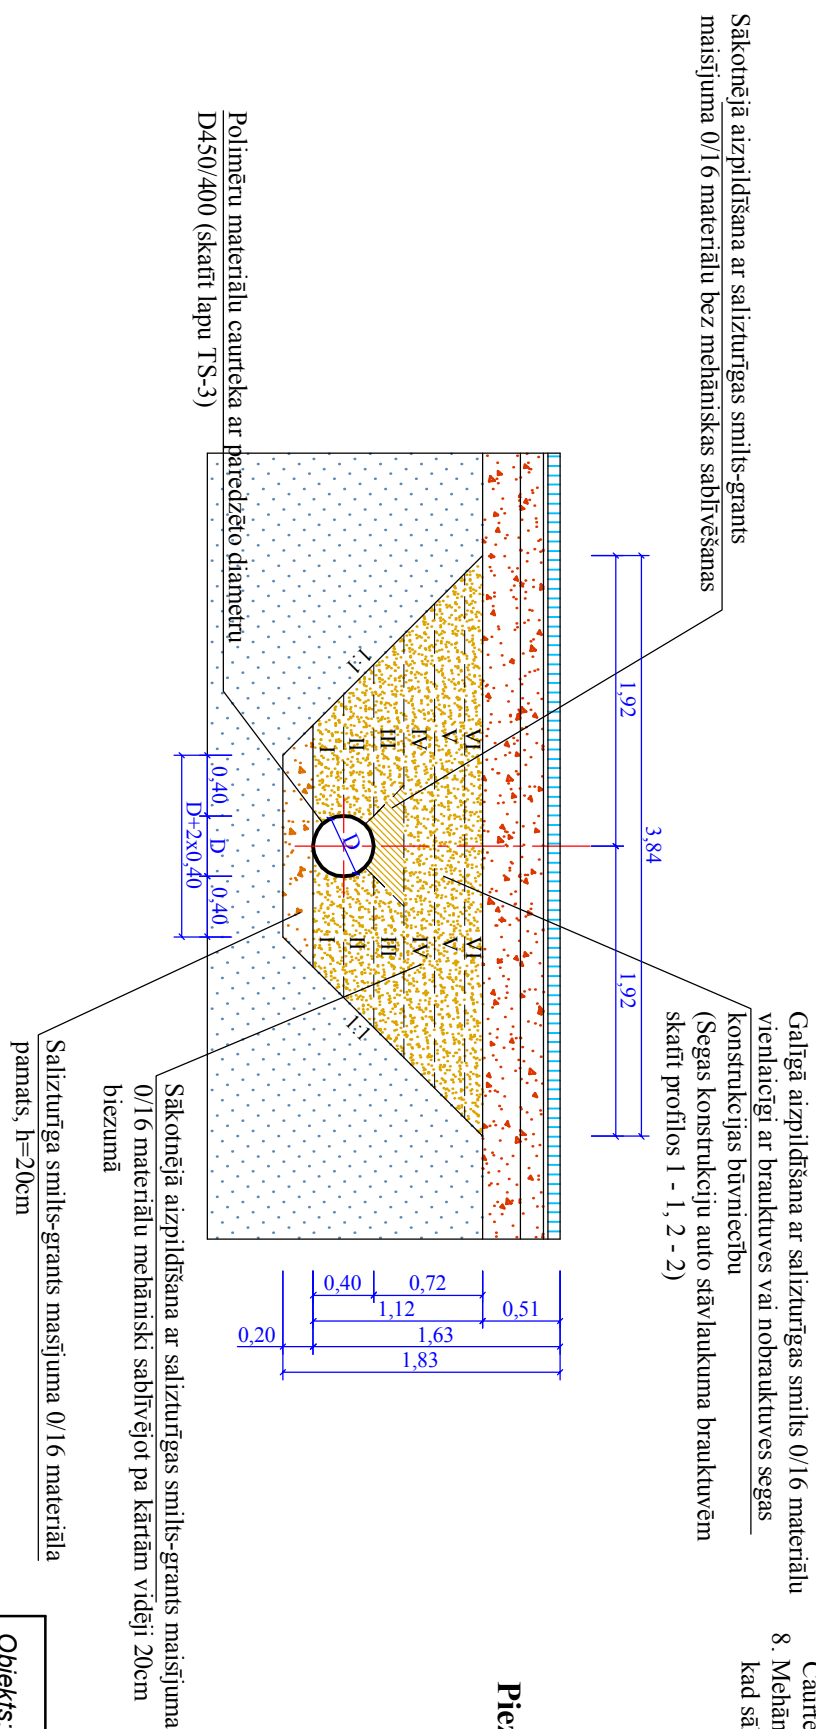 Sākotnējā aizpildīšana ar salizturīgas smilts-grants
maisījuma 0/16 materiālu bez mehāniskas sablīvēšanas
Polimēru materiālu caurteka ar paredzēto diametru
D450/400 (skatīt lapu TS-3)
Galīgā aizpildīšana ar salizturīgas smilts 0/16 materiālu
vienlaicīgi ar brauktuves vai nobrauktuves segas
konstrukcijas būvniecību
(Segas konstrukciju auto stāvlaukuma brauktuvēm
skatīt profilos 1 - 1, 2 - 2)
Sākotnējā aizpildīšana ar salizturīgas smilts-grants maisījuma
0/16 materiālu mehāniski sablīvējot pa kārtām vidēji 20cm
biezumā
Salizturīga smilts-grants masījuma 0/16 materiāla
pamats, h=20cm
3,84
1,92
1,92
VI
V
IV
III
II
I
VI
V
IV
III
II
I
1:1
1:1
D
0,40
D
0,40
D+2x0,40
0,51
0,72
0,40
1,12
1,63
0,20
1,83
Caurte
8. Mehān
kad sā
Piez
Objekts: